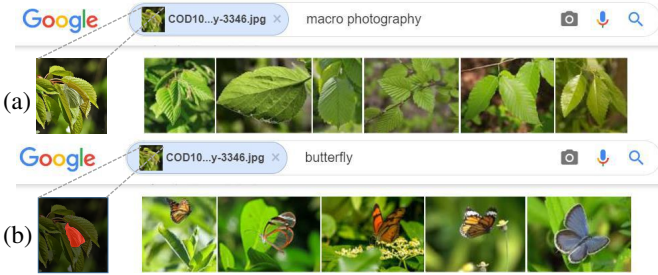 Google COD10...y-3346.jpg × macro photography
(a)
Google COD10...y-3346.jpg × butterfly
(b)